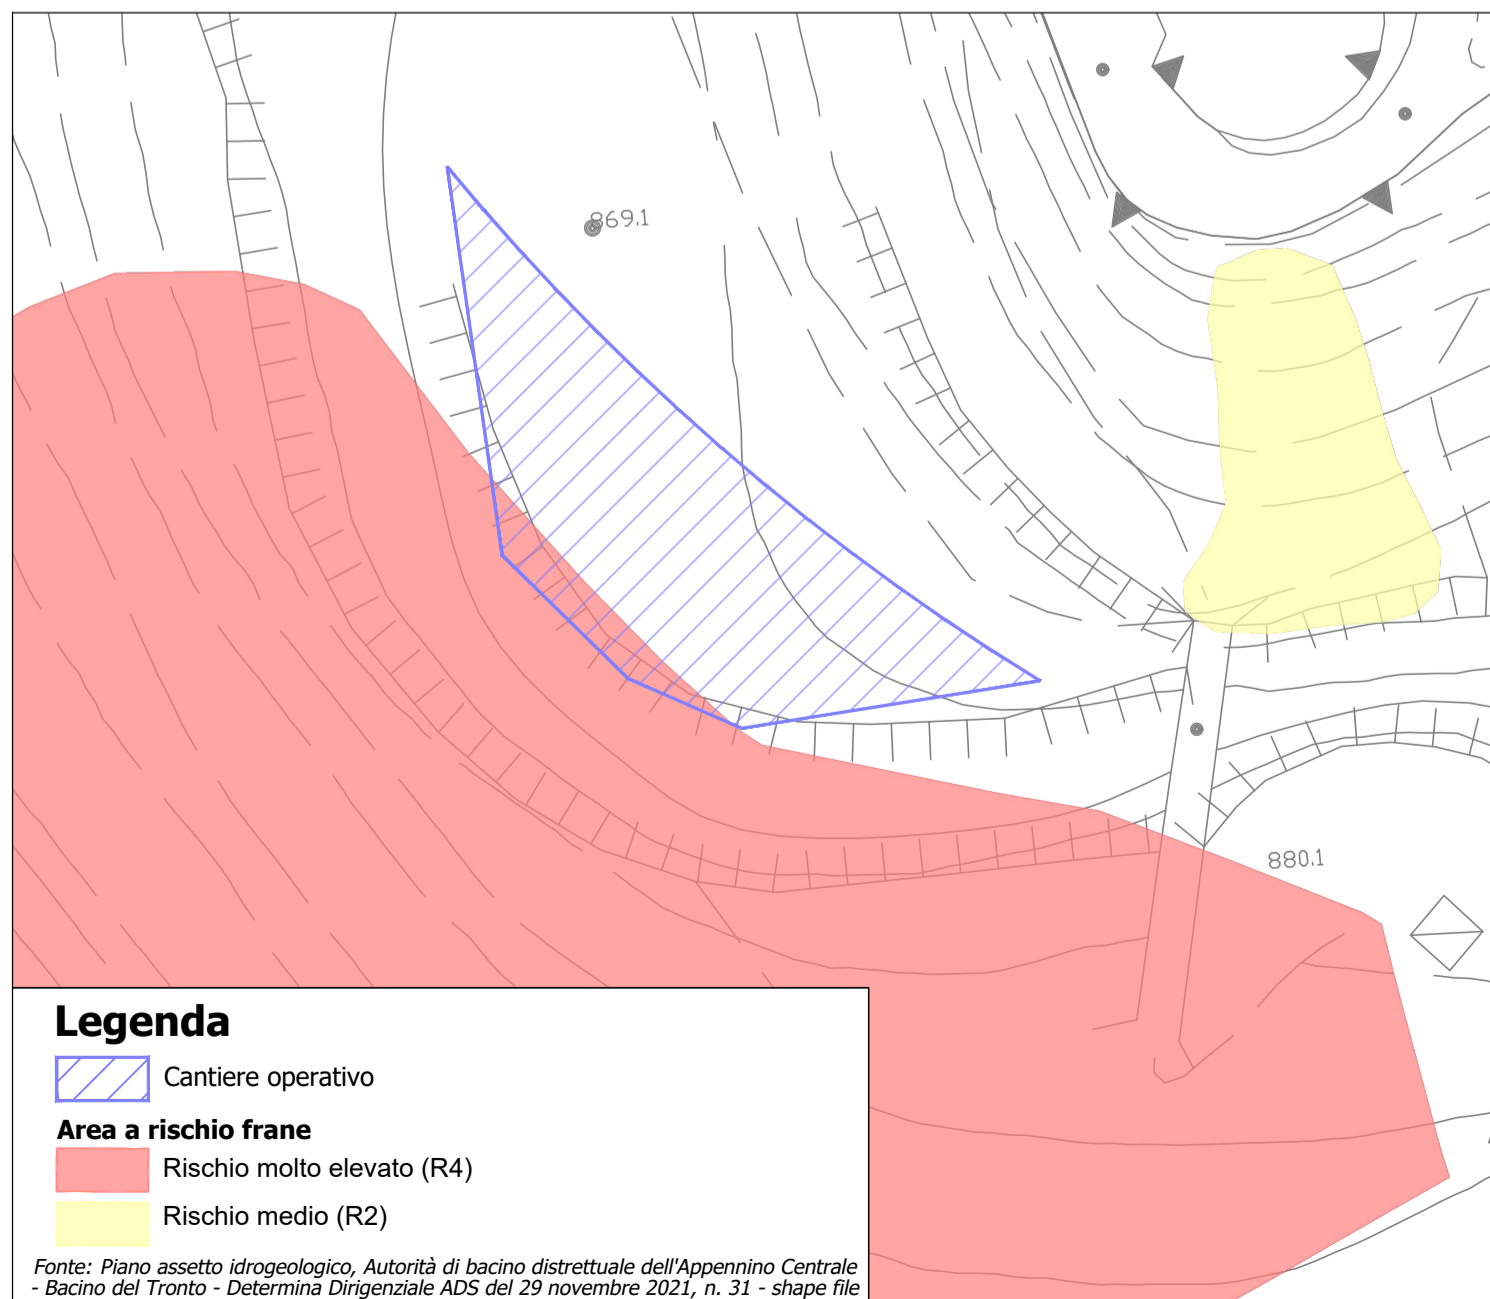 869.1
880.1
Legenda
Cantiere operativo
Area a rischio frane
Rischio molto elevato (R4)
Rischio medio (R2)
Fonte: Piano assetto idrogeologico, Autorità di bacino distrettuale dell'Appennino Centrale
- Bacino del Tronto - Determina Dirigenziale ADS del 29 novembre 2021, n. 31 - shape file